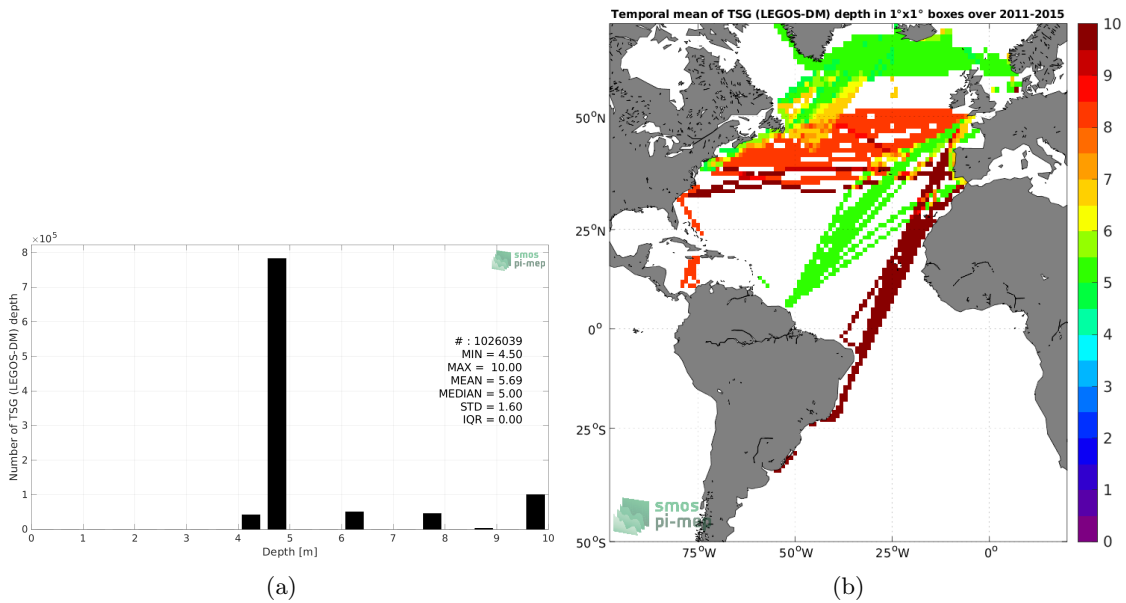 ×10⁵
8
7
6
5
4
3
2
1
0
Number of TSG (LEGOS-DM) depth
smos
pi-mep
# : 1026039
MIN = 4.50
MAX = 10.00
MEAN = 5.69
MEDIAN = 5.00
STD = 1.60
IQR = 0.00
0 1 2 3 4 5 6 7 8 9 10
Depth [m]
(a)
Temporal mean of TSG (LEGOS-DM) depth in 1°x1° boxes over 2011-2015
50°N
25°N
0°
25°S
50°S
smos
pi-mep
75°W 50°W 25°W 0°
10
9
8
7
6
5
4
3
2
1
0
(b)